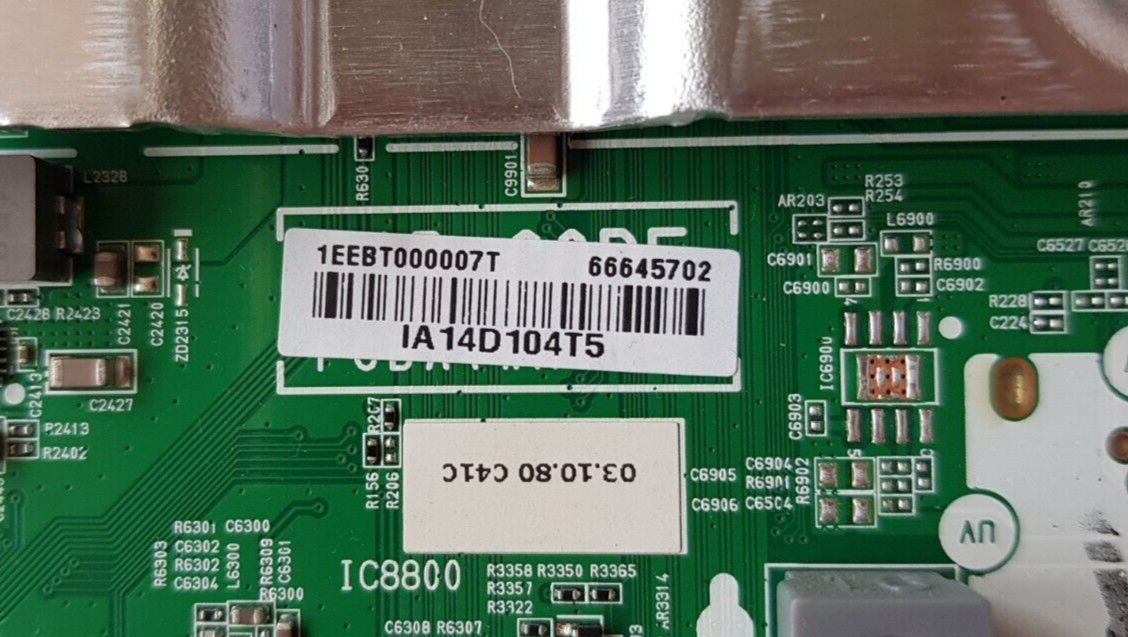 L2328
R630
C9901
R253
R254
AR203
L6900
AR210
C6901
R6900
C6900
C6902
C6527
R228
C224
1EEBT000007T 66645702
IA14D104T5
C2428 R2423
C2421
C2420
ZD2315
IC6900
C2413
C2427
R2413
R2402
R207
R156
R206
03.10.80 C41C
C6903
C6905
C6904
R6901
R6902
C6906
C6504
UV
R6301 C6300
R6303
C6302
R6302
C6304
L6300
R6309
C6301
R6300
IC8800
R3358 R3350 R3365
R3357
R3322
AR3314
C6308 R6307